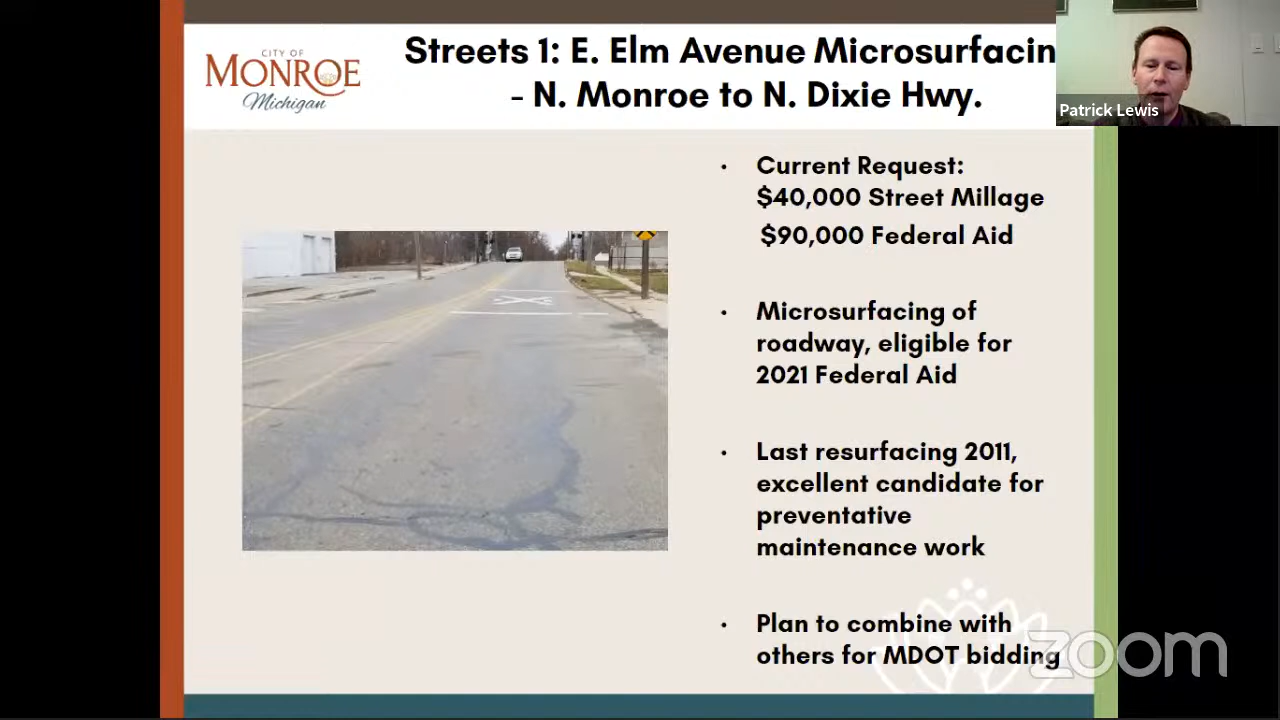 CITY OF
MONROE
Michigan
Streets 1: E. Elm Avenue Microsurfacin
- N. Monroe to N. Dixie Hwy.
Patrick Lewis
• Current Request:
$40,000 Street Millage
$90,000 Federal Aid
• Microsurfacing of
roadway, eligible for
2021 Federal Aid
• Last resurfacing 2011,
excellent candidate for
preventative
maintenance work
• Plan to combine with
others for MDOT bidding
zoom